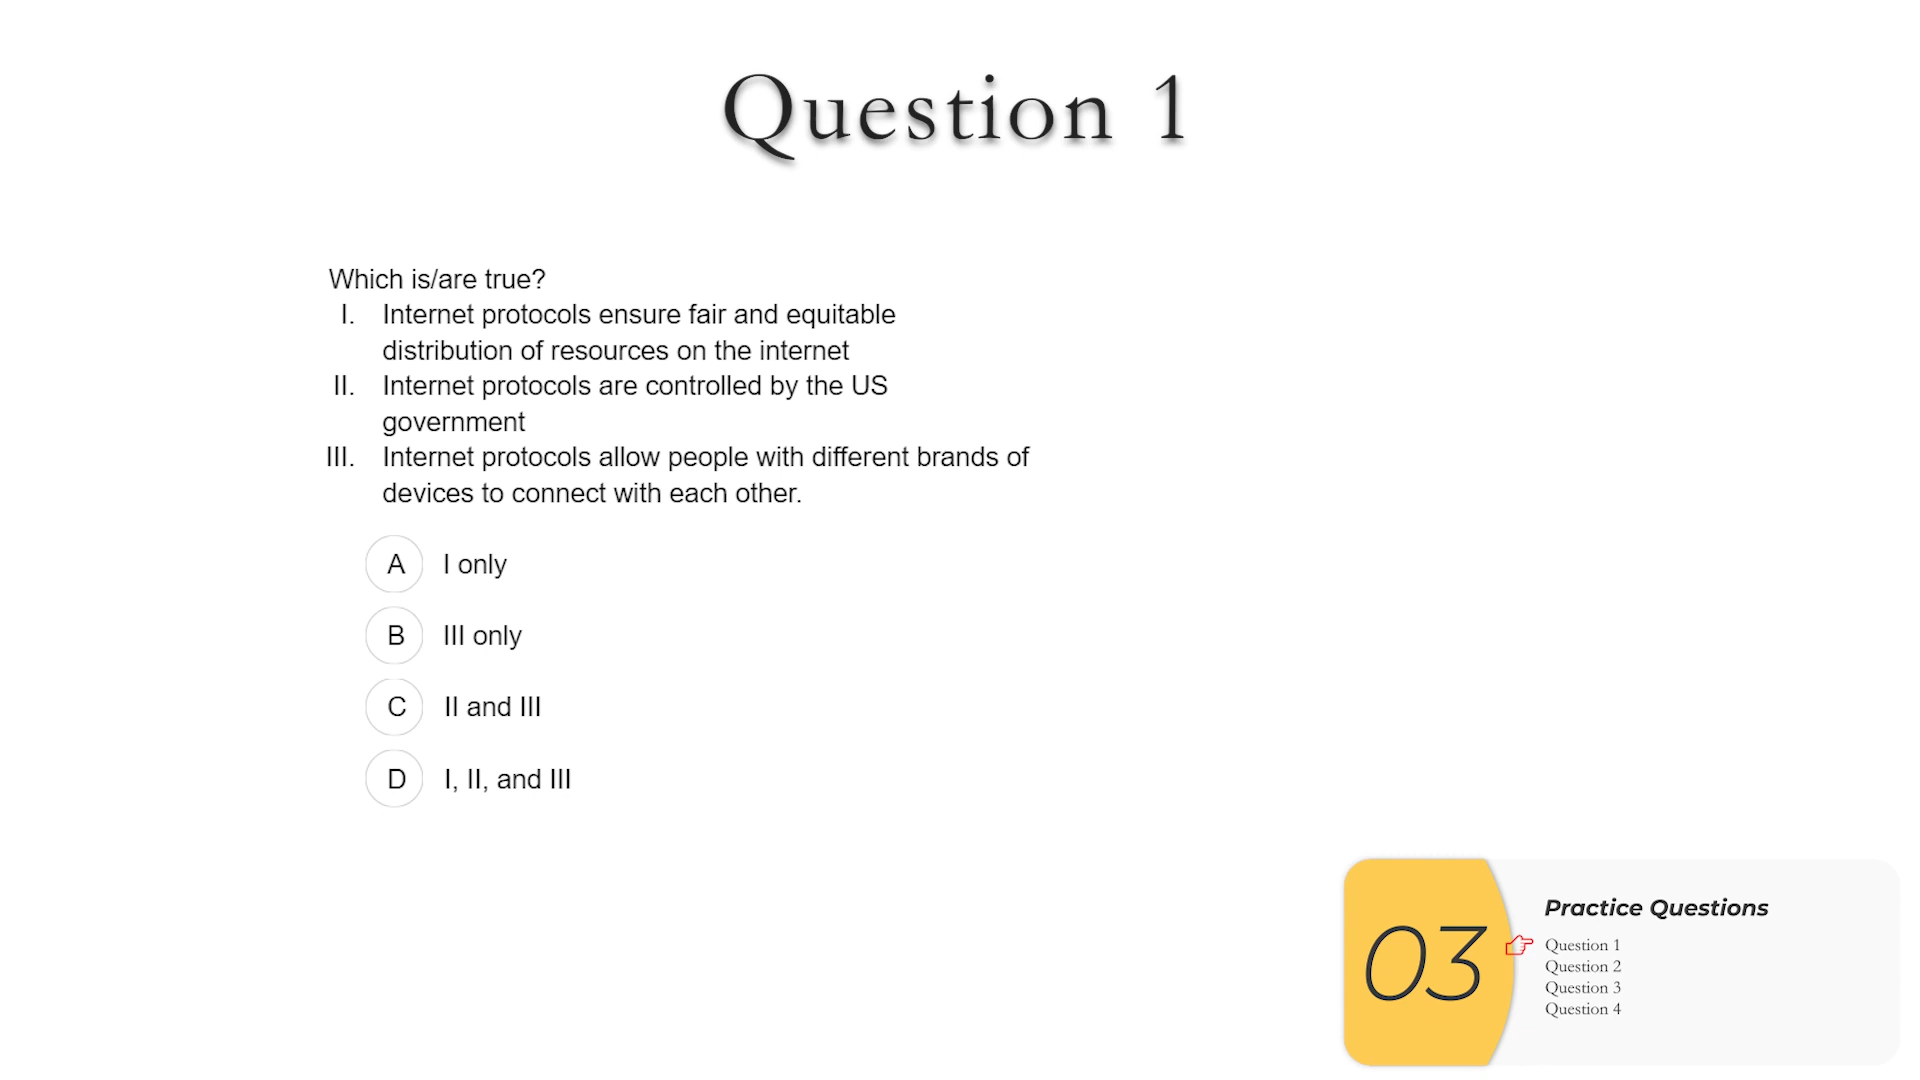 Question 1
Which is/are true?
I. Internet protocols ensure fair and equitable
distribution of resources on the internet
II. Internet protocols are controlled by the US
government
III. Internet protocols allow people with different brands of
devices to connect with each other.
A I only
B III only
C II and III
D I, II, and III
03
Practice Questions
Question 1
Question 2
Question 3
Question 4